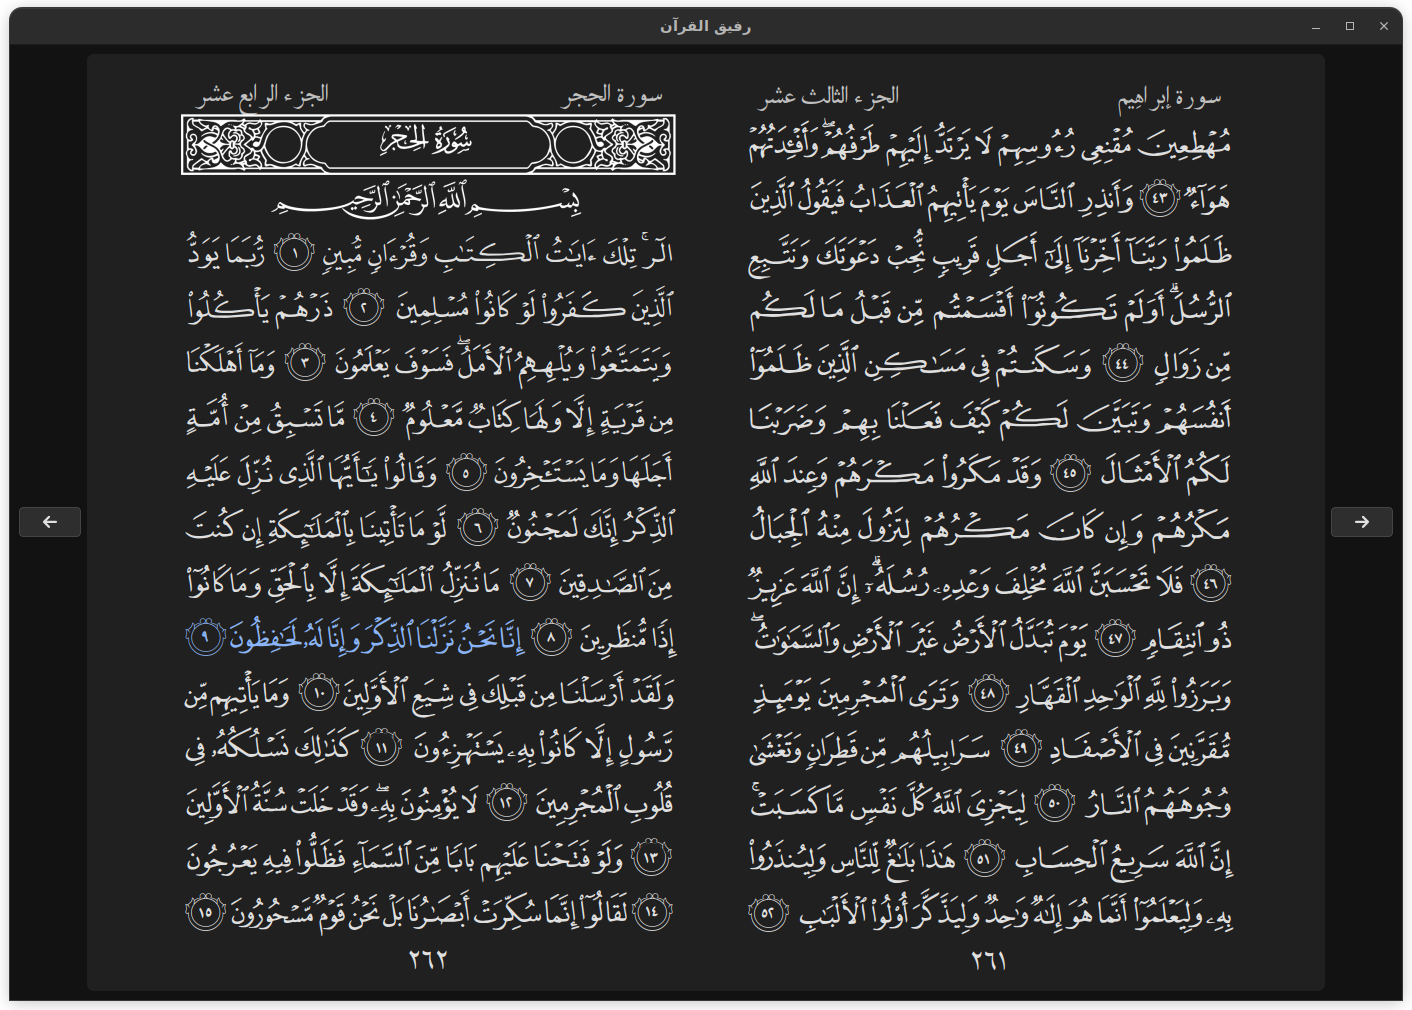 رفيق القرآن
سورة إبراهيم
الجزء الثالث عشر
مُهۡطِعِينَ مُقۡنِعِي رُءُوسِهِمۡ لَا يَرۡتَدُّ إِلَيۡهِمۡ طَرۡفُهُمۡۖ وَأَفۡـِٔدَتُهُمۡ
هَوَآءٞ ٤٣ وَأَنذِرِ ٱلنَّاسَ يَوۡمَ يَأۡتِيهِمُ ٱلۡعَذَابُ فَيَقُولُ ٱلَّذِينَ
ظَلَمُواْ رَبَّنَآ أَخِّرۡنَآ إِلَىٰٓ أَجَلٖ قَرِيبٖ نُّجِبۡ دَعۡوَتَكَ وَنَتَّبِعِ
ٱلرُّسُلَۗ أَوَلَمۡ تَكُونُوٓاْ أَقۡسَمۡتُم مِّن قَبۡلُ مَا لَكُم
مِّن زَوَالٖ ٤٤ وَسَكَنتُمۡ فِي مَسَٰكِنِ ٱلَّذِينَ ظَلَمُوٓاْ
أَنفُسَهُمۡ وَتَبَيَّنَ لَكُمۡ كَيۡفَ فَعَلۡنَا بِهِمۡ وَضَرَبۡنَا
لَكُمُ ٱلۡأَمۡثَالَ ٤٥ وَقَدۡ مَكَرُواْ مَكۡرَهُمۡ وَعِندَ ٱللَّهِ
مَكۡرُهُمۡ وَإِن كَانَ مَكۡرُهُمۡ لِتَزُولَ مِنۡهُ ٱلۡجِبَالُ
٤٦ فَلَا تَحۡسَبَنَّ ٱللَّهَ مُخۡلِفَ وَعۡدِهِۦ رُسُلَهُۥٓۚ إِنَّ ٱللَّهَ عَزِيزٞ
ذُو ٱنتِقَامٖ ٤٧ يَوۡمَ تُبَدَّلُ ٱلۡأَرۡضُ غَيۡرَ ٱلۡأَرۡضِ وَٱلسَّمَٰوَٰتُۖ
وَبَرَزُواْ لِلَّهِ ٱلۡوَٰحِدِ ٱلۡقَهَّارِ ٤٨ وَتَرَى ٱلۡمُجۡرِمِينَ يَوۡمَئِذٖ
مُّقَرَّنِينَ فِي ٱلۡأَصۡفَادِ ٤٩ سَرَابِيلُهُم مِّن قَطِرَانٖ وَتَغۡشَىٰ
وُجُوهَهُمُ ٱلنَّارُ ٥٠ لِيَجۡزِيَ ٱللَّهُ كُلَّ نَفۡسٖ مَّا كَسَبَتۡۚ
إِنَّ ٱللَّهَ سَرِيعُ ٱلۡحِسَابِ ٥١ هَٰذَا بَلَٰغٞ لِّلنَّاسِ وَلِيُنذَرُواْ
بِهِۦ وَلِيَعۡلَمُوٓاْ أَنَّمَا هُوَ إِلَٰهٞ وَٰحِدٞ وَلِيَذَّكَّرَ أُوْلُواْ ٱلۡأَلۡبَٰبِ ٥٢
٢٦١
سورة الحِجر
الجزء الرابع عشر
سُورَةُ الحِجْرِ
بِسۡمِ ٱللَّهِ ٱلرَّحۡمَٰنِ ٱلرَّحِيمِ
الٓرۚ تِلۡكَ ءَايَٰتُ ٱلۡكِتَٰبِ وَقُرۡءَانٖ مُّبِينٖ ١ رُّبَمَا يَوَدُّ
ٱلَّذِينَ كَفَرُواْ لَوۡ كَانُواْ مُسۡلِمِينَ ٢ ذَرۡهُمۡ يَأۡكُلُواْ
وَيَتَمَتَّعُواْ وَيُلۡهِهِمُ ٱلۡأَمَلُۖ فَسَوۡفَ يَعۡلَمُونَ ٣ وَمَآ أَهۡلَكۡنَا
مِن قَرۡيَةٍ إِلَّا وَلَهَا كِتَابٞ مَّعۡلُومٞ ٤ مَّا تَسۡبِقُ مِنۡ أُمَّةٍ
أَجَلَهَا وَمَا يَسۡتَـٔۡخِرُونَ ٥ وَقَالُواْ يَٰٓأَيُّهَا ٱلَّذِي نُزِّلَ عَلَيۡهِ
ٱلذِّكۡرُ إِنَّكَ لَمَجۡنُونٞ ٦ لَّوۡ مَا تَأۡتِينَا بِٱلۡمَلَٰٓئِكَةِ إِن كُنتَ
مِنَ ٱلصَّٰدِقِينَ ٧ مَا نُنَزِّلُ ٱلۡمَلَٰٓئِكَةَ إِلَّا بِٱلۡحَقِّ وَمَا كَانُوٓاْ
إِذٗا مُّنظَرِينَ ٨ إِنَّا نَحۡنُ نَزَّلۡنَا ٱلذِّكۡرَ وَإِنَّا لَهُۥ لَحَٰفِظُونَ ٩
وَلَقَدۡ أَرۡسَلۡنَا مِن قَبۡلِكَ فِي شِيَعِ ٱلۡأَوَّلِينَ ١٠ وَمَا يَأۡتِيهِم مِّن
رَّسُولٍ إِلَّا كَانُواْ بِهِۦ يَسۡتَهۡزِءُونَ ١١ كَذَٰلِكَ نَسۡلُكُهُۥ فِي
قُلُوبِ ٱلۡمُجۡرِمِينَ ١٢ لَا يُؤۡمِنُونَ بِهِۦۖ وَقَدۡ خَلَتۡ سُنَّةُ ٱلۡأَوَّلِينَ
١٣ وَلَوۡ فَتَحۡنَا عَلَيۡهِم بَابٗا مِّنَ ٱلسَّمَآءِ فَظَلُّواْ فِيهِ يَعۡرُجُونَ
١٤ لَقَالُوٓاْ إِنَّمَا سُكِّرَتۡ أَبۡصَٰرُنَا بَلۡ نَحۡنُ قَوۡمٞ مَّسۡحُورُونَ ١٥
٢٦٢